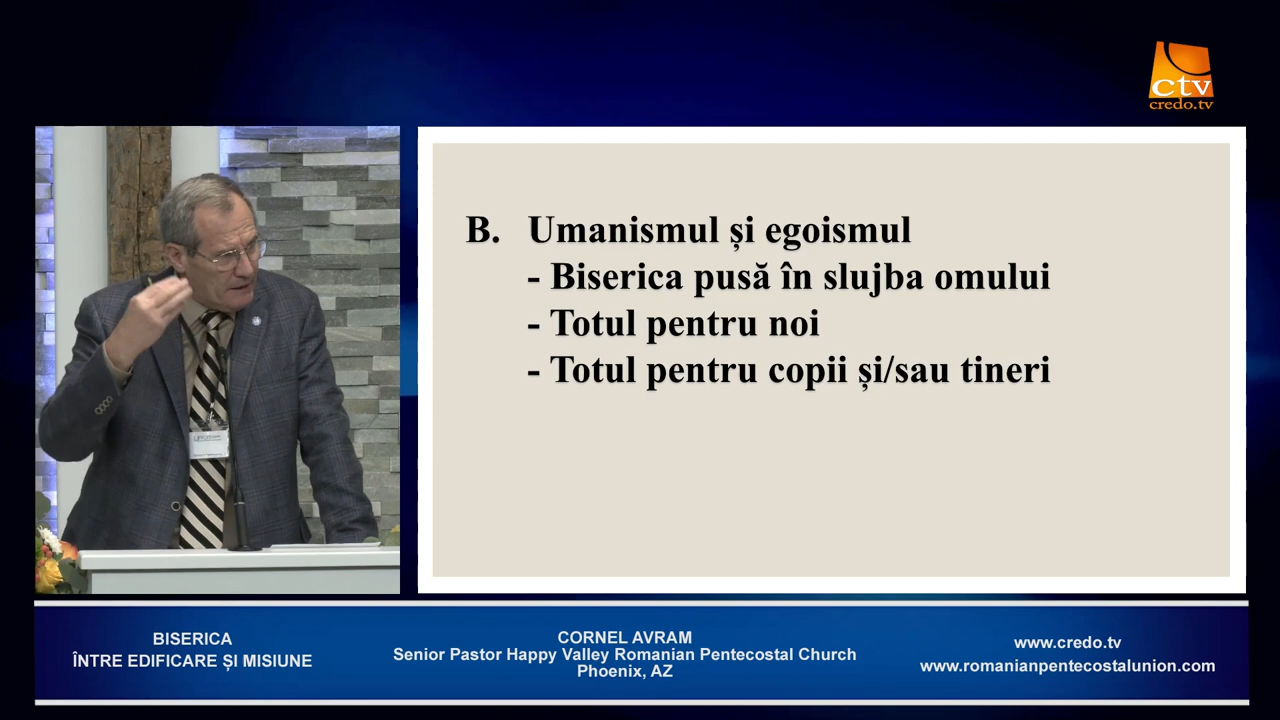 ctv
credo.tv
B. Umanismul și egoismul
- Biserica pusă în slujba omului
- Totul pentru noi
- Totul pentru copii și/sau tineri
BISERICA
ÎNTRE EDIFICARE ȘI MISIUNE
CORNEL AVRAM
Senior Pastor Happy Valley Romanian Pentecostal Church
Phoenix, AZ
www.credo.tv
www.romanianpentecostalunion.com